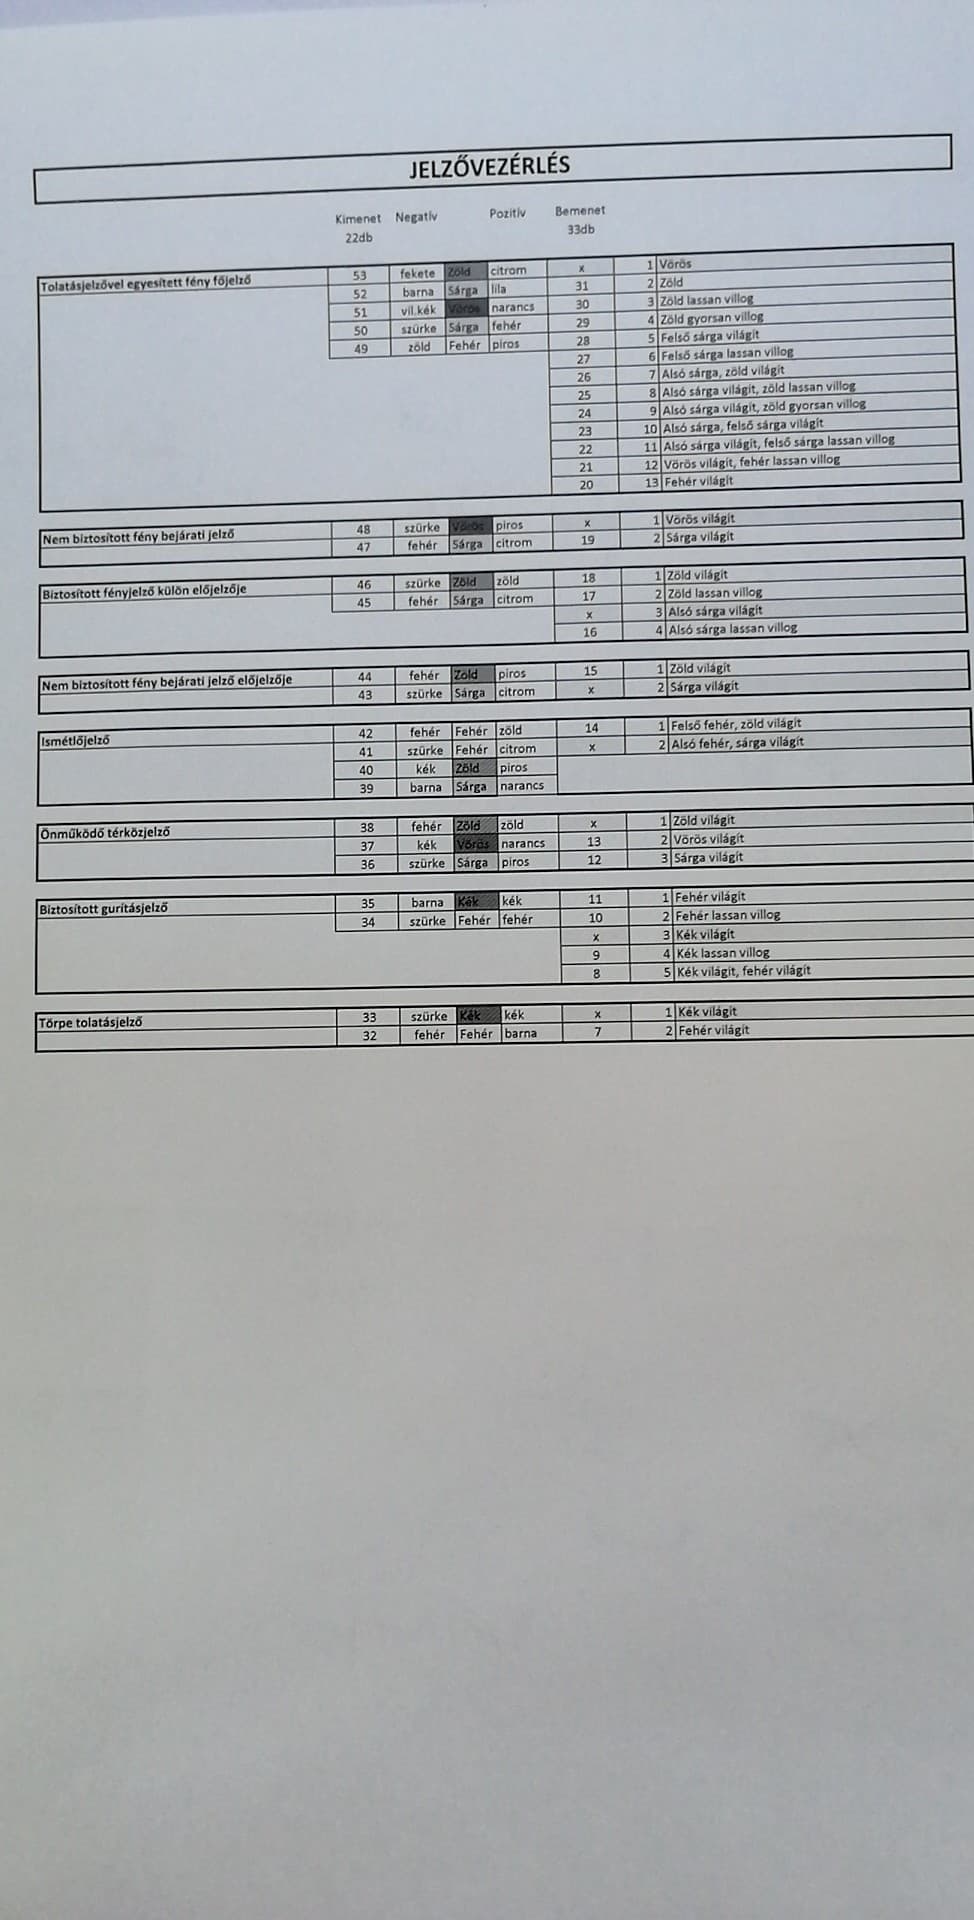 JELZŐVEZÉRLÉS
Kimenet Negatív Pozitív Bemenet
22db 33db
Tolatásjelzővel egyesített fény főjelző 53 fekete Zöld citrom x 1 Vörös
52 barna Sárga lila 31 2 Zöld
51 vil.kék Vörös narancs 30 3 Zöld lassan villog
50 szürke Sárga fehér 29 4 Zöld gyorsan villog
49 zöld Fehér piros 28 5 Felső sárga világít
27 6 Felső sárga lassan villog
26 7 Alsó sárga, zöld világít
25 8 Alsó sárga világít, zöld lassan villog
24 9 Alsó sárga világít, zöld gyorsan villog
23 10 Alsó sárga, felső sárga világít
22 11 Alsó sárga világít, felső sárga lassan villog
21 12 Vörös világít, fehér lassan villog
20 13 Fehér világít
Nem biztosított fény bejárati jelző 48 szürke Vörös piros x 1 Vörös világít
47 fehér Sárga citrom 19 2 Sárga világít
Biztosított fényjelző külön előjelzője 46 szürke Zöld zöld 18 1 Zöld világít
45 fehér Sárga citrom 17 2 Zöld lassan villog
x 3 Alsó sárga világít
16 4 Alsó sárga lassan villog
Nem biztosított fény bejárati jelző előjelzője 44 fehér Zöld piros 15 1 Zöld világít
43 szürke Sárga citrom x 2 Sárga világít
Ismétlőjelző 42 fehér Fehér zöld 14 1 Felső fehér, zöld világít
41 szürke Fehér citrom x 2 Alsó fehér, sárga világít
40 kék Zöld piros
39 barna Sárga narancs
Önműködő térközjelző 38 fehér Zöld zöld x 1 Zöld világít
37 kék Vörös narancs 13 2 Vörös világít
36 szürke Sárga piros 12 3 Sárga világít
Biztosított gurításjelző 35 barna Kék kék 11 1 Fehér világít
34 szürke Fehér fehér 10 2 Fehér lassan villog
x 3 Kék világít
9 4 Kék lassan villog
8 5 Kék világít, fehér világít
Törpe tolatásjelző 33 szürke Kék kék x 1 Kék világít
32 fehér Fehér barna 7 2 Fehér világít